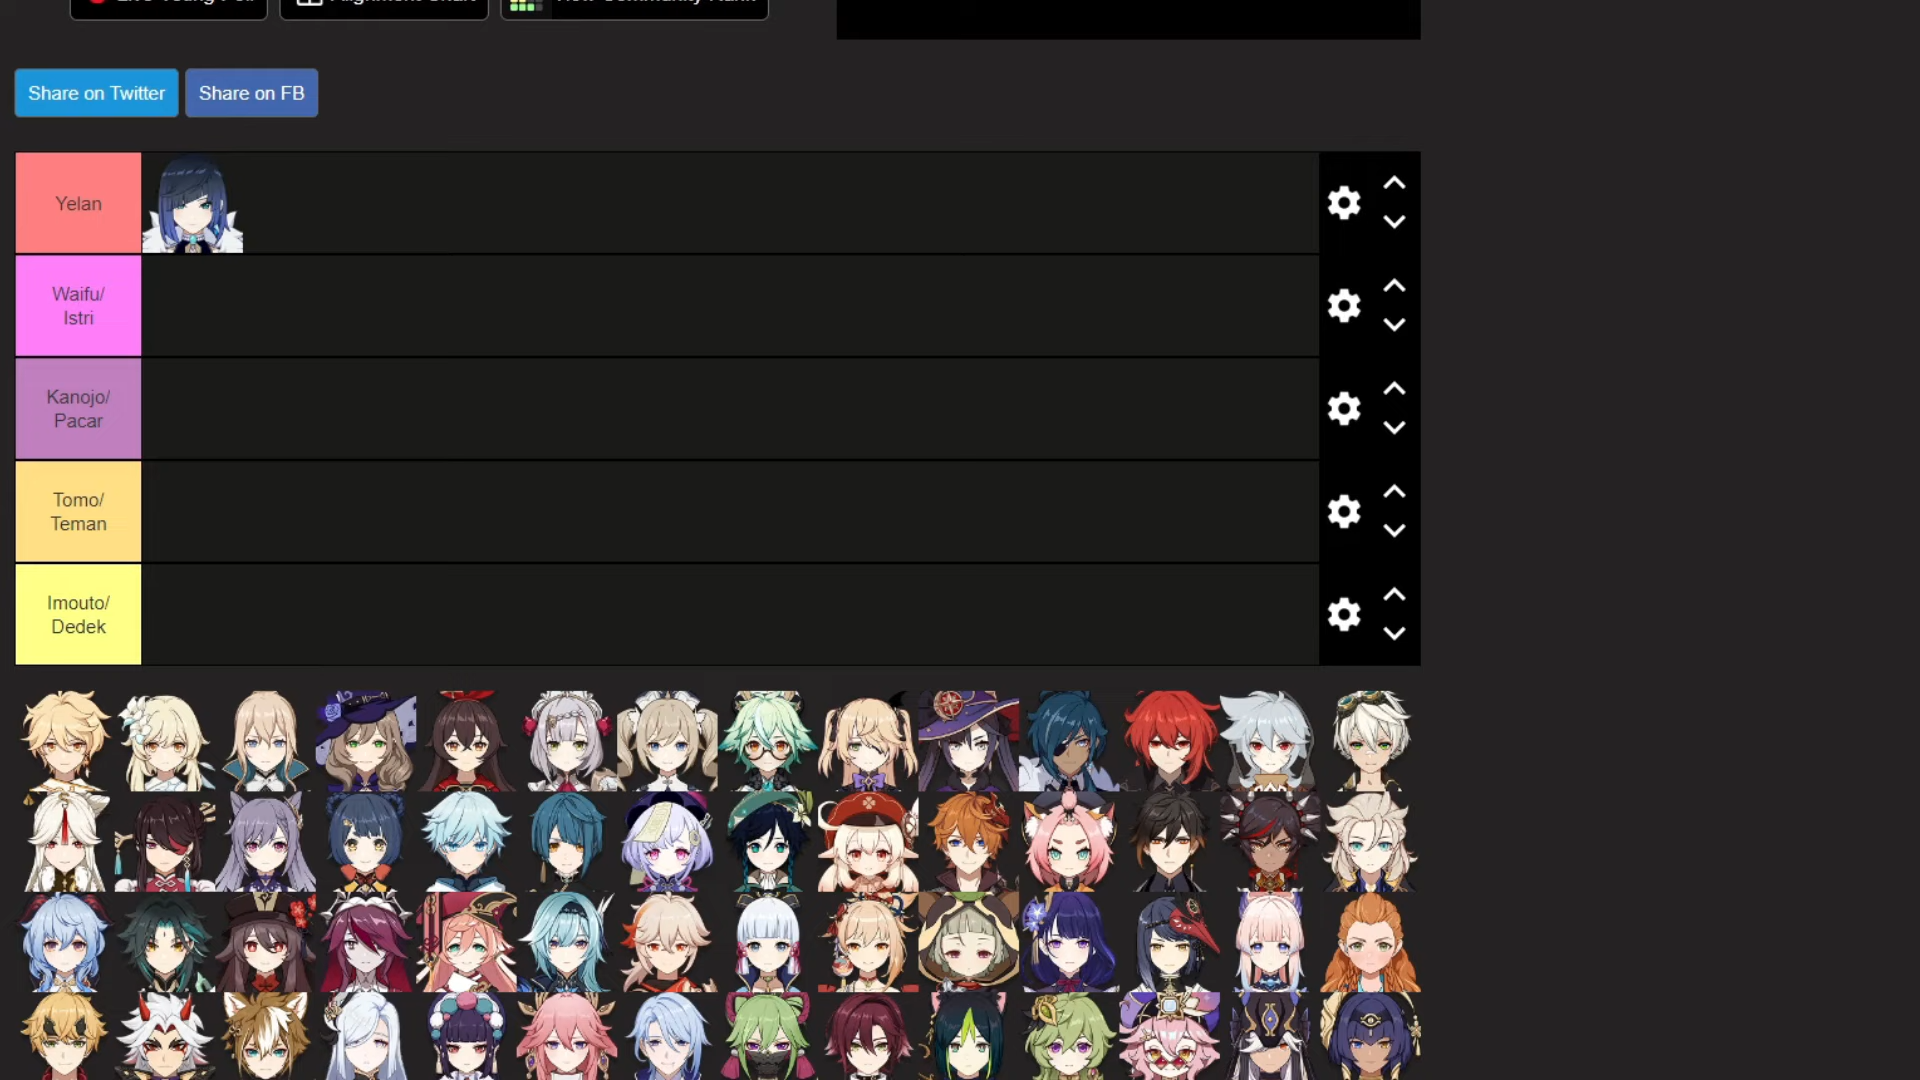 Share on Twitter
Share on FB
Yelan
Waifu/
Istri
Kanojo/
Pacar
Tomo/
Teman
Imouto/
Dedek